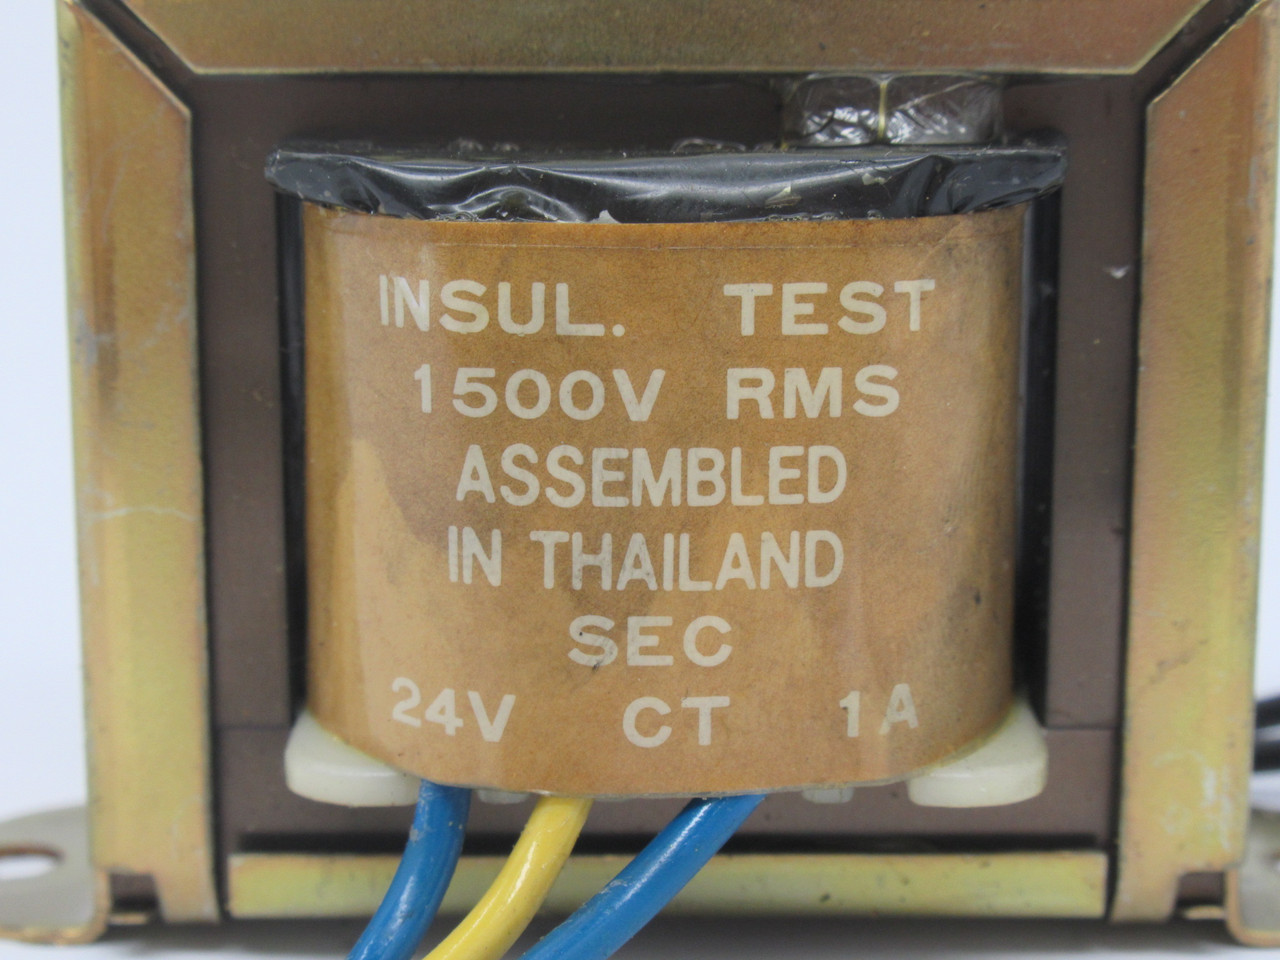 INSUL. TEST
1500V RMS
ASSEMBLED
IN THAILAND
SEC
24V CT 1A